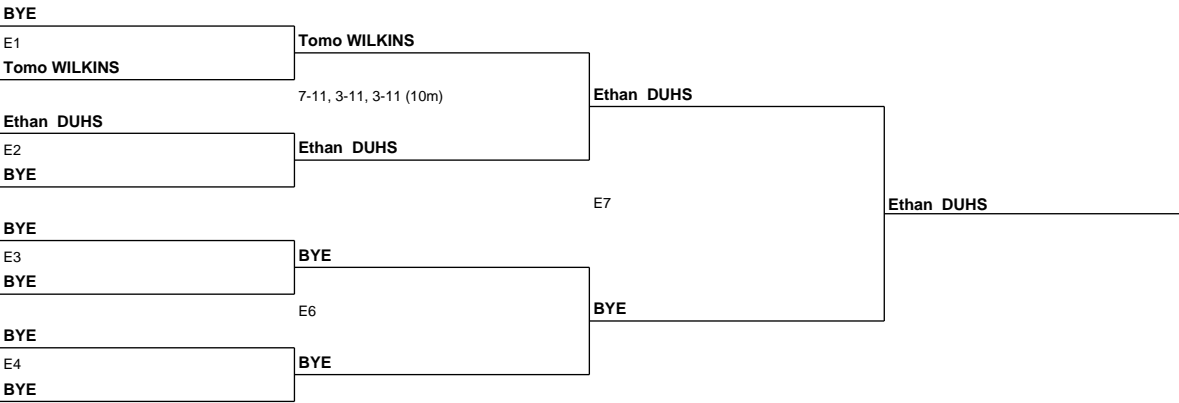 BYE
E1
Tomo WILKINS
Tomo WILKINS
7-11, 3-11, 3-11 (10m)
Ethan DUHS
Ethan DUHS
E2
BYE
Ethan DUHS
E7
Ethan DUHS
BYE
E3
BYE
BYE
E6
BYE
BYE
E4
BYE
BYE